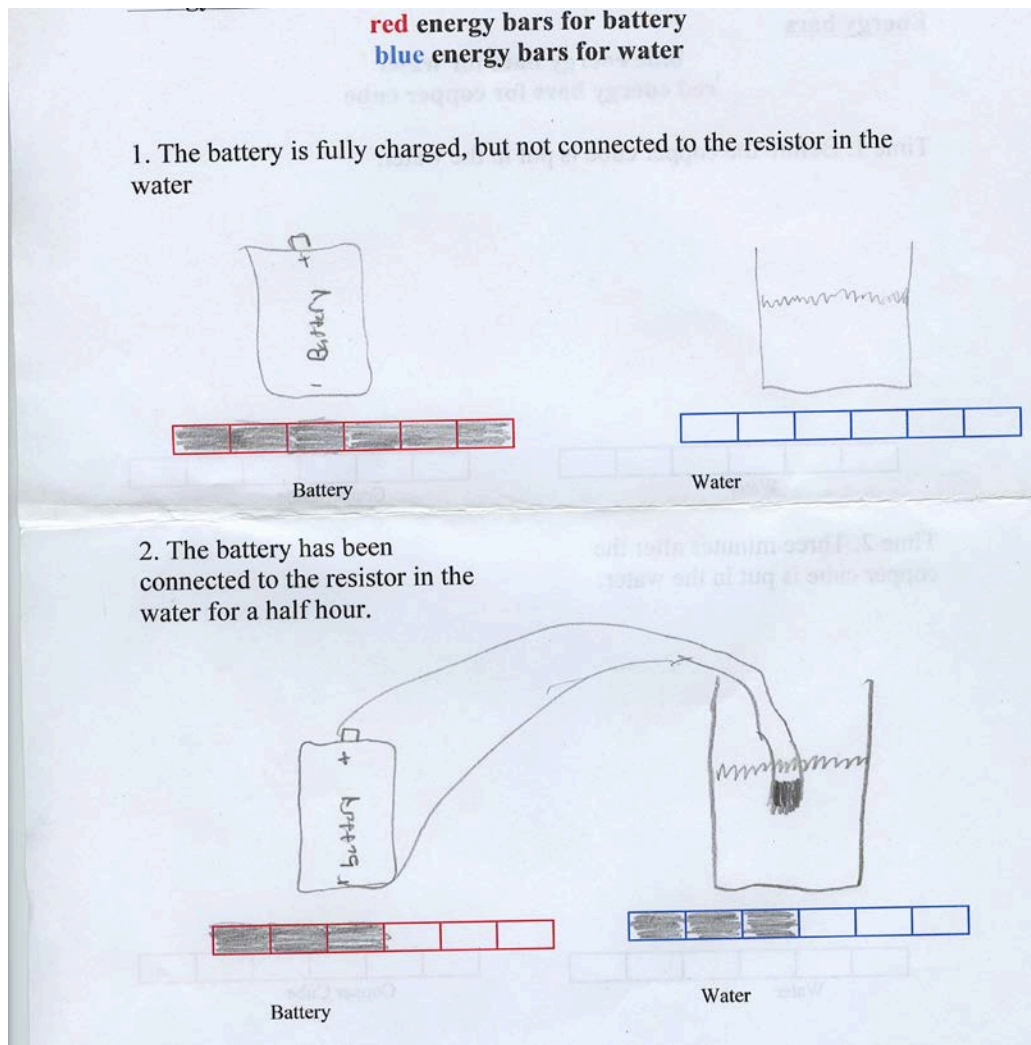 red energy bars for battery
blue energy bars for water
1. The battery is fully charged, but not connected to the resistor in the
water
+
Battery
-
Battery
Water
2. The battery has been
connected to the resistor in the
water for a half hour.
+
battery
-
Battery
Water